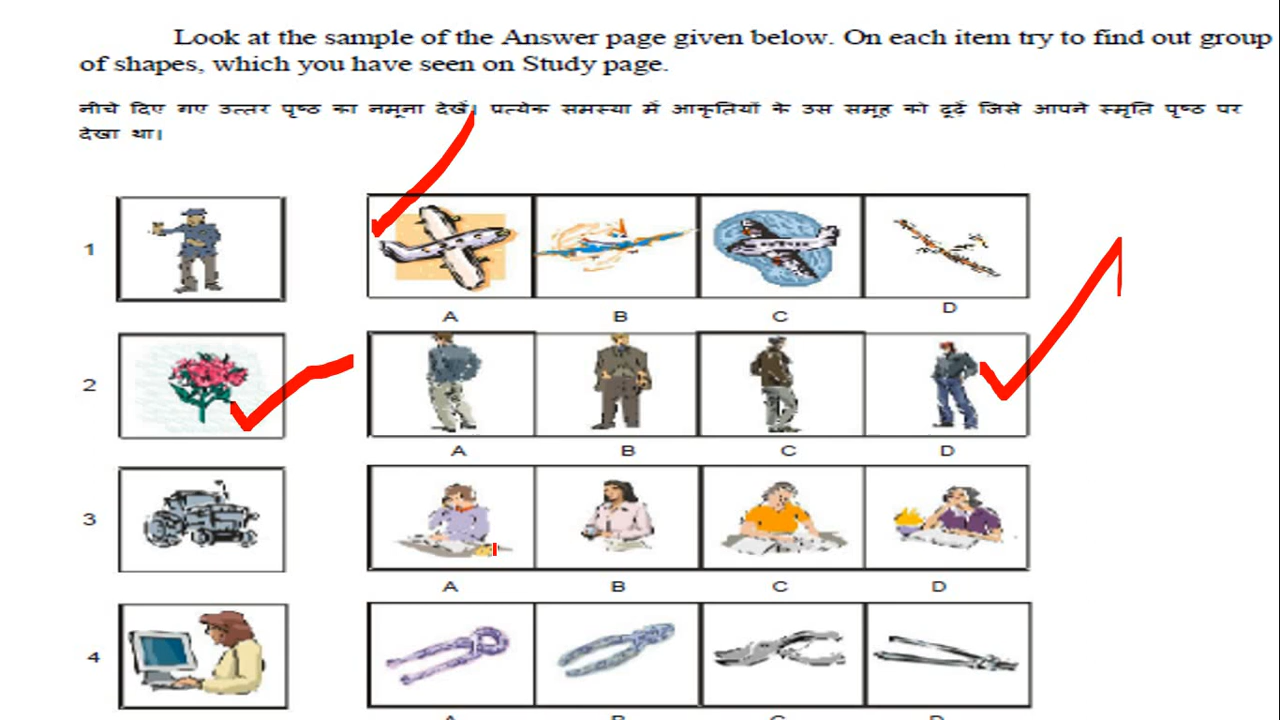 Look at the sample of the Answer page given below. On each item try to find out group
of shapes, which you have seen on Study page.
नीचे दिए गए उत्तर पृष्ठ का नमूना देखें। प्रत्येक समस्या में आकृतियों के उस समूह को ढूढ़ें जिसे आपने स्मृति पृष्ठ पर
देखा था।
1
A B C D
2
A B C D
3
A B C D
4
A B C D